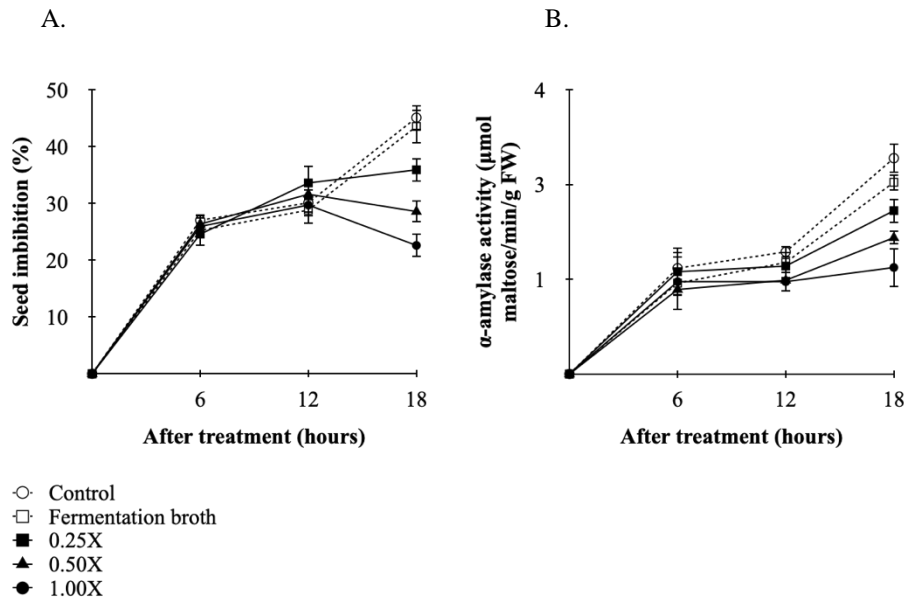 A.
B.
Seed imbibition (%)
50
40
30
20
10
6
12
18
After treatment (hours)
α-amylase activity (µmol
maltose/min/g FW)
4
3
1
6
12
18
After treatment (hours)
Control
Fermentation broth
0.25X
0.50X
1.00X